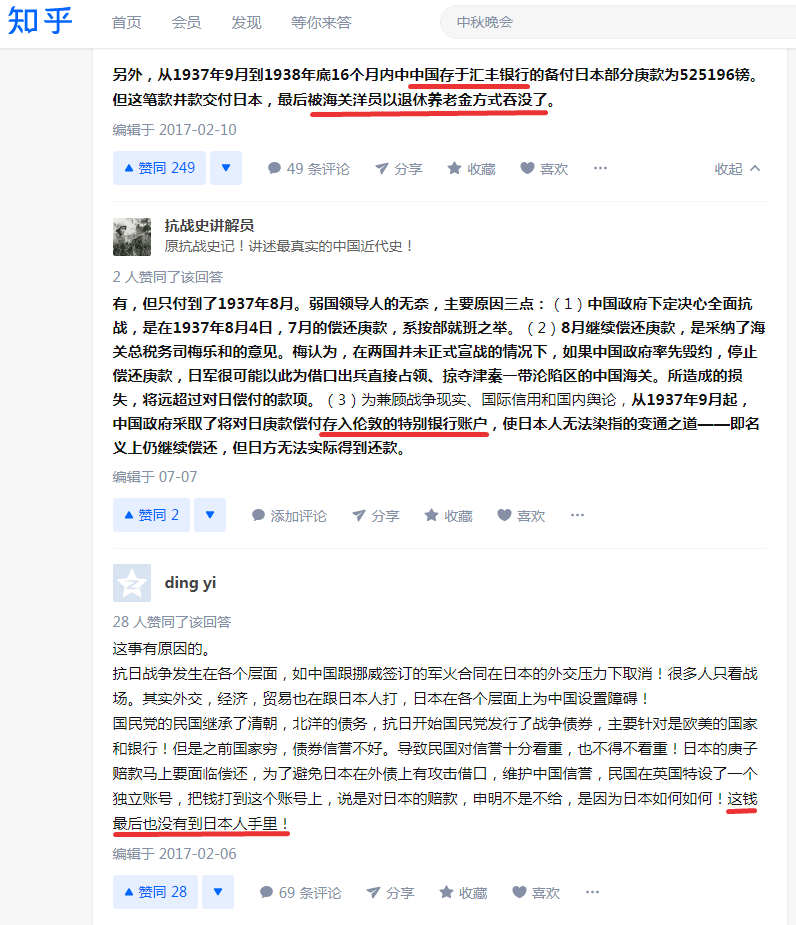 知乎 首页 会员 发现 等你来答 中秋晚会
另外，从1937年9月到1938年底16个月内中中国存于汇丰银行的备付日本部分庚款为525196镑。
但这笔款并款交付日本，最后被海关洋员以退休养老金方式吞没了。
编辑于 2017-02-10
赞同 249 49 条评论 分享 收藏 喜欢 ··· 收起
抗战史讲解员
原抗战史记！讲述最真实的中国近代史！
2 人赞同了该回答
有，但只付到了1937年8月。弱国领导人的无奈，主要原因三点：（1）中国政府下定决心全面抗
战，是在1937年8月4日，7月的偿还庚款，系按部就班之举。（2）8月继续偿还庚款，是采纳了海
关总税务司梅乐和的意见。梅认为，在两国并未正式宣战的情况下，如果中国政府率先毁约，停止
偿还庚款，日军很可能以此为借口出兵直接占领、掠夺津秦一带沦陷区的中国海关。所造成的损
失，将远超过对日偿付的款项。（3）为兼顾战争现实、国际信用和国内舆论，从1937年9月起，
中国政府采取了将对日庚款偿付存入伦敦的特别银行账户，使日本人无法染指的变通之道——即名
义上仍继续偿还，但日方无法实际得到还款。
编辑于 07-07
赞同 2 添加评论 分享 收藏 喜欢 ···
ding yi
28 人赞同了该回答
这事有原因的。
抗日战争发生在各个层面，如中国跟挪威签订的军火合同在日本的外交压力下取消！很多人只看战
场。其实外交，经济，贸易也在跟日本人打，日本在各个层面上为中国设置障碍！
国民党的民国继承了清朝，北洋的债务，抗日开始国民党发行了战争债券，主要针对是欧美的国家
和银行！但是之前国家穷，债券信誉不好。导致民国对信誉十分看重，也不得不看重！日本的庚子
赔款马上要面临偿还，为了避免日本在外债上有攻击借口，维护中国信誉，民国在英国特设了一个
独立账号，把钱打到这个账号上，说是对日本的赔款，申明不是不给，是因为日本如何如何！这钱
最后也没有到日本人手里！
编辑于 2017-02-06
赞同 28 69 条评论 分享 收藏 喜欢 ···